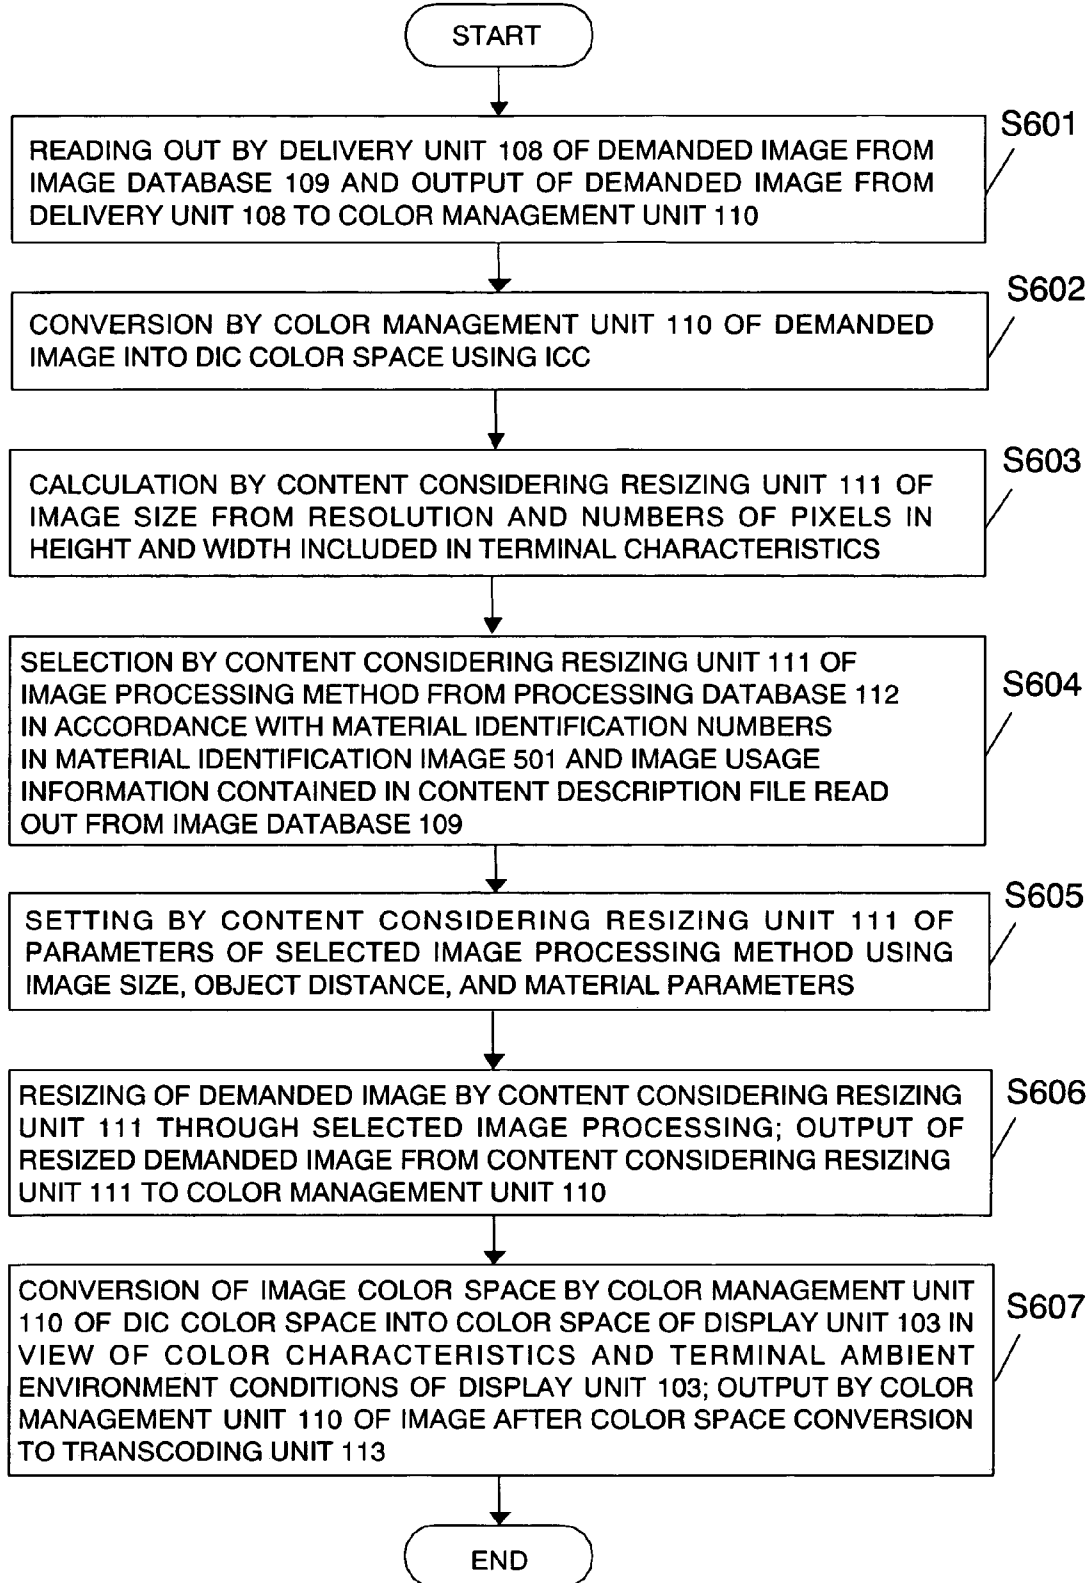 START
S601
READING OUT BY DELIVERY UNIT 108 OF DEMANDED IMAGE FROM
IMAGE DATABASE 109 AND OUTPUT OF DEMANDED IMAGE FROM
DELIVERY UNIT 108 TO COLOR MANAGEMENT UNIT 110
S602
CONVERSION BY COLOR MANAGEMENT UNIT 110 OF DEMANDED
IMAGE INTO DIC COLOR SPACE USING ICC
S603
CALCULATION BY CONTENT CONSIDERING RESIZING UNIT 111 OF
IMAGE SIZE FROM RESOLUTION AND NUMBERS OF PIXELS IN
HEIGHT AND WIDTH INCLUDED IN TERMINAL CHARACTERISTICS
S604
SELECTION BY CONTENT CONSIDERING RESIZING UNIT 111 OF
IMAGE PROCESSING METHOD FROM PROCESSING DATABASE 112
IN ACCORDANCE WITH MATERIAL IDENTIFICATION NUMBERS
IN MATERIAL IDENTIFICATION IMAGE 501 AND IMAGE USAGE
INFORMATION CONTAINED IN CONTENT DESCRIPTION FILE READ
OUT FROM IMAGE DATABASE 109
S605
SETTING BY CONTENT CONSIDERING RESIZING UNIT 111 OF
PARAMETERS OF SELECTED IMAGE PROCESSING METHOD USING
IMAGE SIZE, OBJECT DISTANCE, AND MATERIAL PARAMETERS
S606
RESIZING OF DEMANDED IMAGE BY CONTENT CONSIDERING RESIZING
UNIT 111 THROUGH SELECTED IMAGE PROCESSING; OUTPUT OF
RESIZED DEMANDED IMAGE FROM CONTENT CONSIDERING RESIZING
UNIT 111 TO COLOR MANAGEMENT UNIT 110
S607
CONVERSION OF IMAGE COLOR SPACE BY COLOR MANAGEMENT UNIT
110 OF DIC COLOR SPACE INTO COLOR SPACE OF DISPLAY UNIT 103 IN
VIEW OF COLOR CHARACTERISTICS AND TERMINAL AMBIENT
ENVIRONMENT CONDITIONS OF DISPLAY UNIT 103; OUTPUT BY COLOR
MANAGEMENT UNIT 110 OF IMAGE AFTER COLOR SPACE CONVERSION
TO TRANSCODING UNIT 113
END